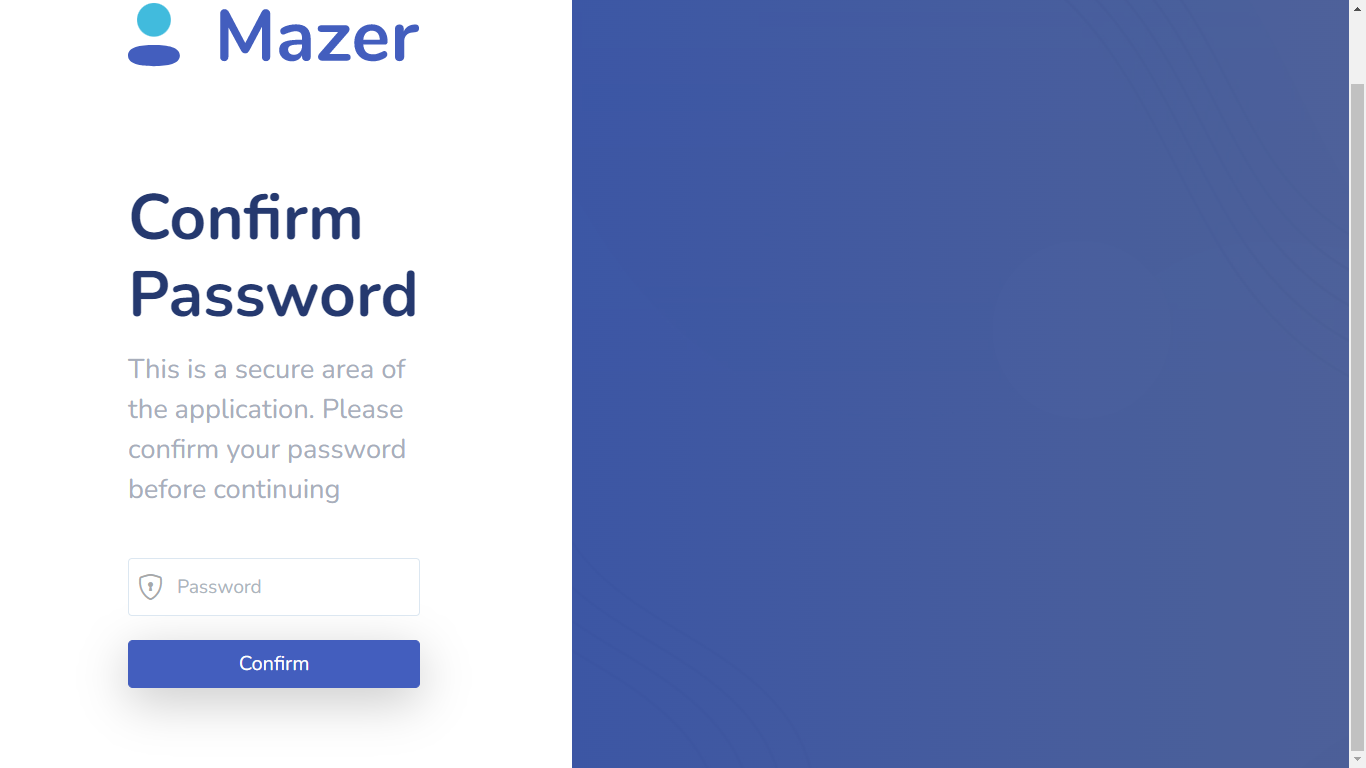 Mazer
Confirm
Password
This is a secure area of
the application. Please
confirm your password
before continuing
Password
Confirm